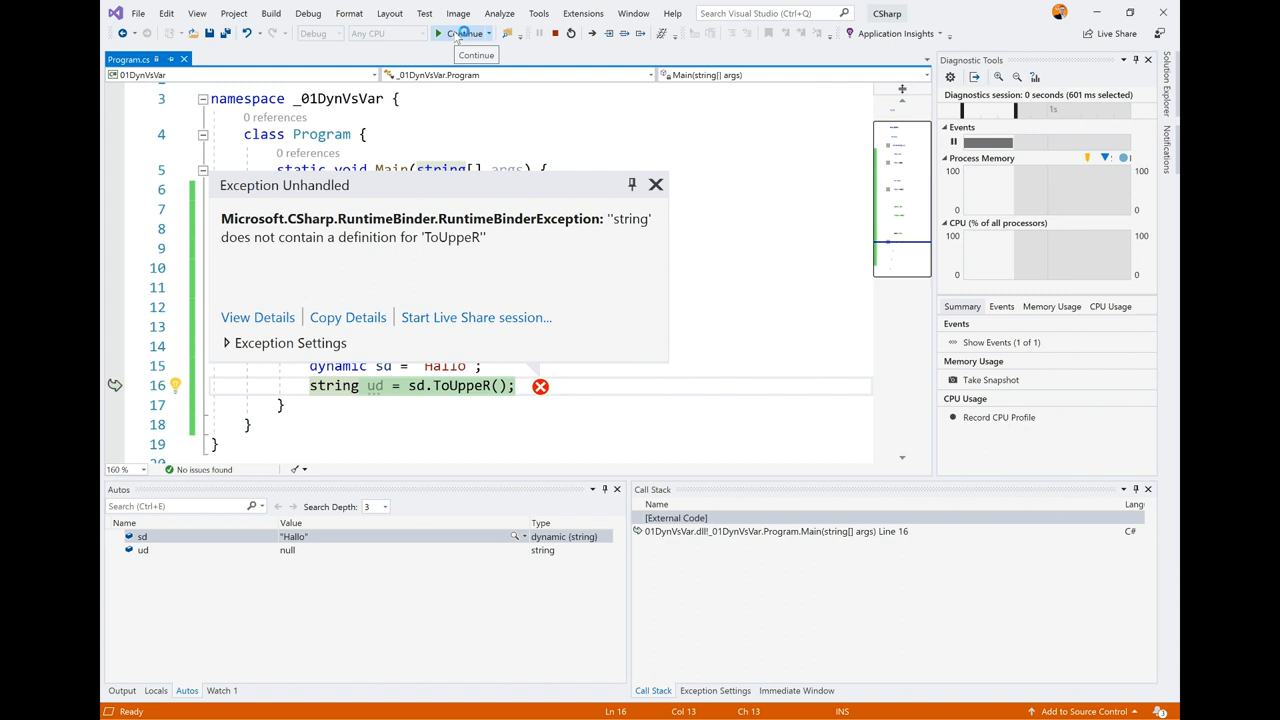 File Edit View Project Build Debug Format Layout Test Image Analyze Tools Extensions Window Help Search Visual Studio (Ctrl+Q) CSharp
Debug Any CPU Continue Application Insights Live Share
Continue
Program.cs
01DynVsVar _01DynVsVar.Program Main(string[] args)
3 namespace _01DynVsVar {
0 references
4 class Program {
0 references
5 static void Main(string[] args) {
6
7
8
9
10
11
12
13
14
15 dynamic sd = "Hallo";
16 string ud = sd.ToUppeR();
17 }
18 }
19 }
20
Exception Unhandled
Microsoft.CSharp.RuntimeBinder.RuntimeBinderException: ''string'
does not contain a definition for 'ToUppeR''
View Details Copy Details Start Live Share session...
Exception Settings
160 % No issues found
Diagnostic Tools
Diagnostics session: 0 seconds (601 ms selected)
1s
Events
Process Memory
100 100
0 0
CPU (% of all processors)
100 100
0 0
Summary Events Memory Usage CPU Usage
Events
Show Events (1 of 1)
Memory Usage
Take Snapshot
CPU Usage
Record CPU Profile
Solution Explorer
Notifications
Autos
Search (Ctrl+E) Search Depth: 3
Name Value Type
sd "Hallo" dynamic {string}
ud null string
Output Locals Autos Watch 1
Call Stack
Name Lang
[External Code]
01DynVsVar.dll!_01DynVsVar.Program.Main(string[] args) Line 16 C#
Call Stack Exception Settings Immediate Window
Ready Ln 16 Col 13 Ch 13 INS Add to Source Control 3